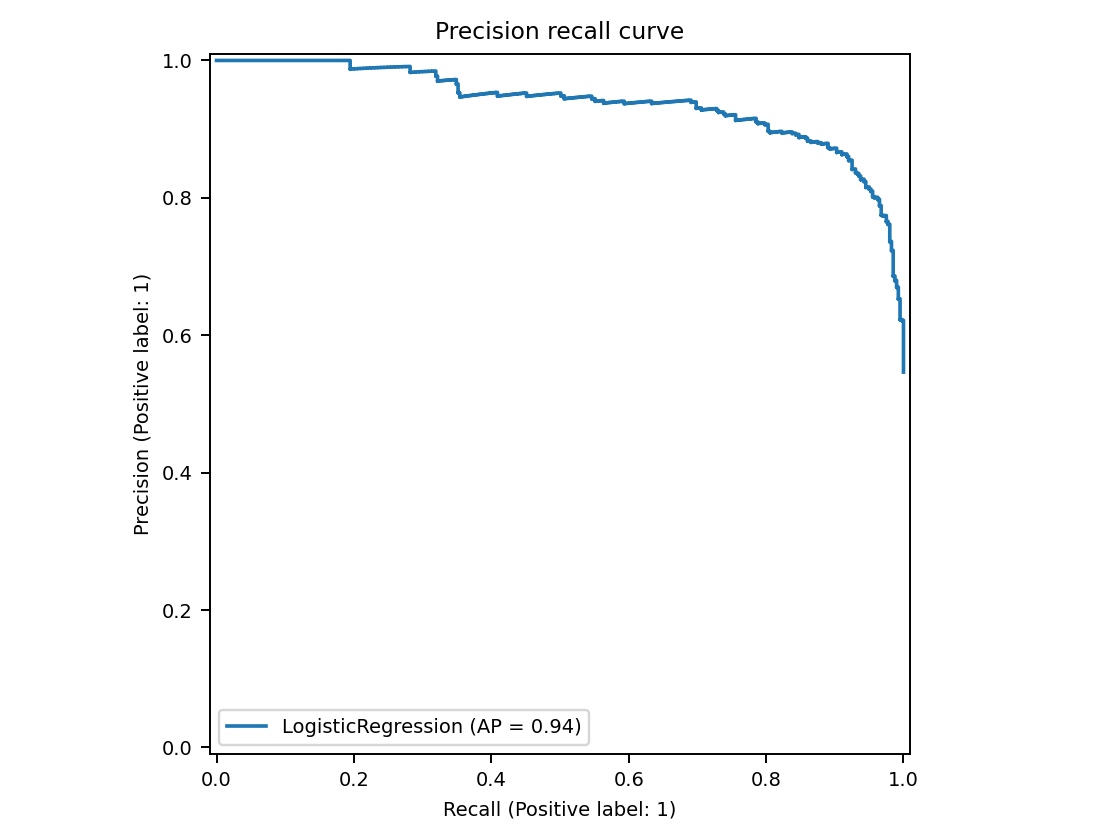 Precision recall curve
1.0
0.8
0.6
0.4
0.2
0.0
Precision (Positive label: 1)
LogisticRegression (AP = 0.94)
0.0 0.2 0.4 0.6 0.8 1.0
Recall (Positive label: 1)